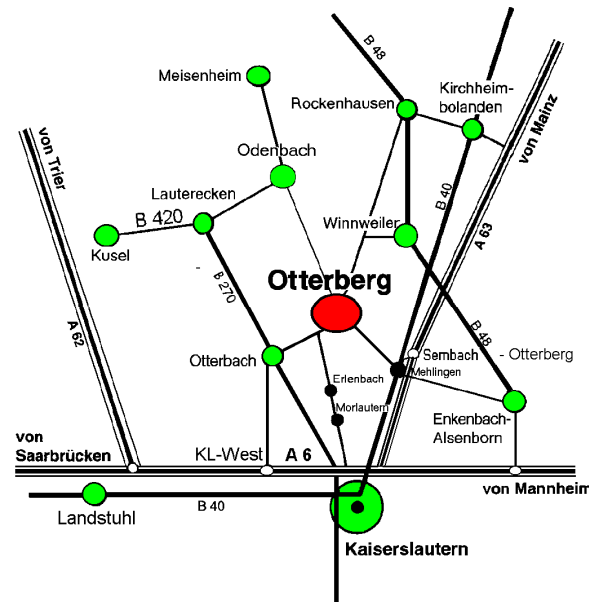 B 48
Meisenheim
Kirchheim-
bolanden
Rockenhausen
von Mainz
von Trier
Odenbach
B 40
Lauterecken
B 420
Winnweiler
Kusel
A 63
B 270
Otterberg
A 62
B 48
Otterbach
Sembach
- Otterberg
Mehlingen
Erlenbach
Morlautern
Enkenbach-
Alsenborn
von
Saarbrücken
KL-West
A 6
von Mannheim
B 40
Landstuhl
Kaiserslautern